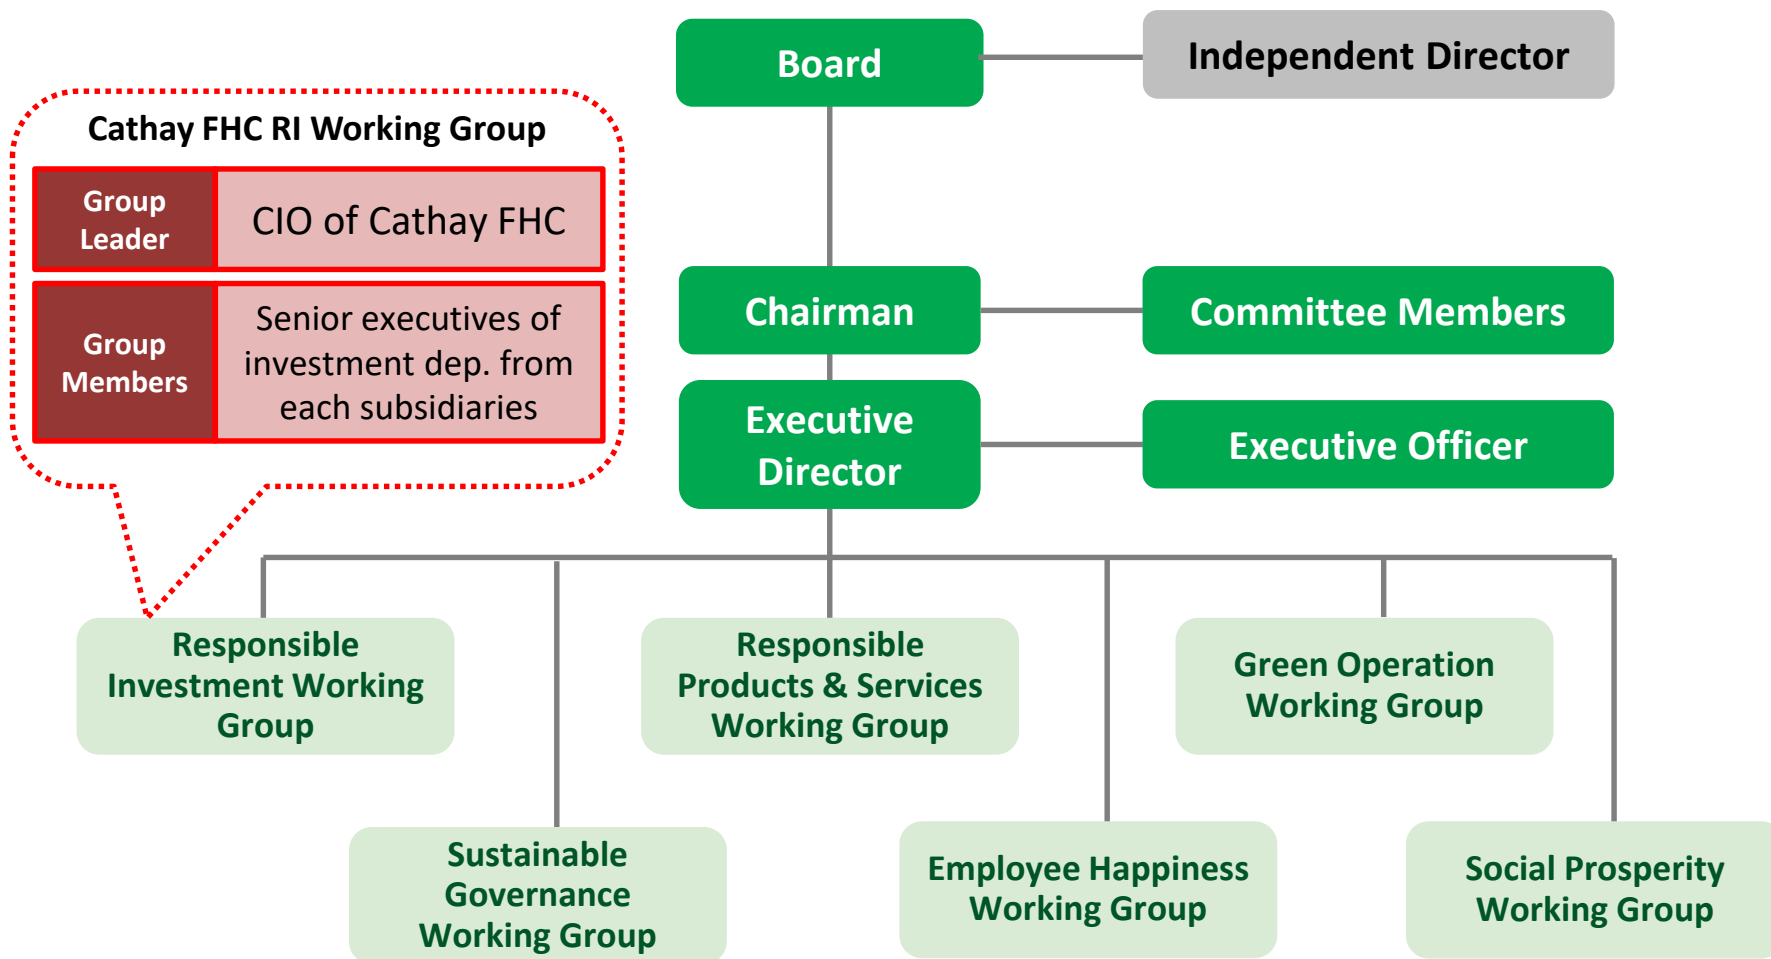 Board
Independent Director
Cathay FHC RI Working Group
Group
Leader
CIO of Cathay FHC
Group
Members
Senior executives of
investment dep. from
each subsidiaries
Chairman
Committee Members
Executive
Director
Executive Officer
Responsible
Investment Working
Group
Responsible
Products & Services
Working Group
Green Operation
Working Group
Sustainable
Governance
Working Group
Employee Happiness
Working Group
Social Prosperity
Working Group